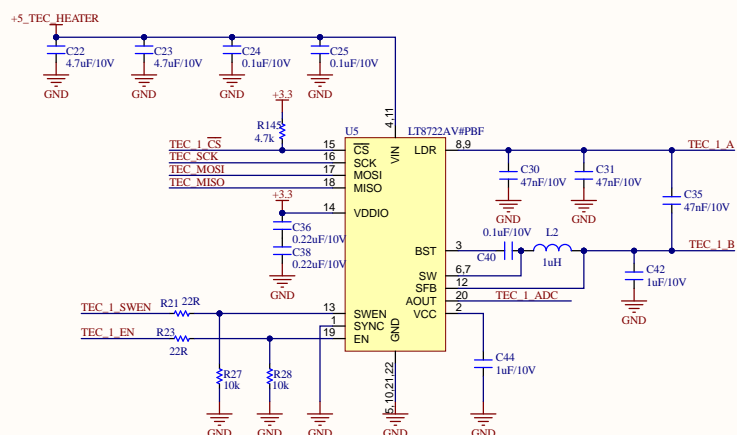 +5_TEC_HEATER
C22
4.7uF/10V
C23
4.7uF/10V
C24
0.1uF/10V
C25
0.1uF/10V
GND
GND
GND
GND
+3.3
R145
4.7k
U5
LT8722AV#PBF
4,11
VIN
TEC_1_CS
15
CS
TEC_SCK
16
SCK
TEC_MOSI
17
MOSI
TEC_MISO
18
MISO
LDR
8,9
TEC_1_A
C30
47nF/10V
C31
47nF/10V
C35
47nF/10V
GND
GND
+3.3
14
VDDIO
C36
0.22uF/10V
C38
0.22uF/10V
GND
0.1uF/10V
L2
BST
3
C40
1uH
TEC_1_B
SW
6,7
SFB
12
AOUT
20
TEC_1_ADC
VCC
2
C42
1uF/10V
GND
TEC_1_SWEN
R21
22R
13
SWEN
1
SYNC
TEC_1_EN
R23
22R
19
EN
GND
5,10,21,22
R27
10k
R28
10k
C44
1uF/10V
GND
GND
GND
GND
GND